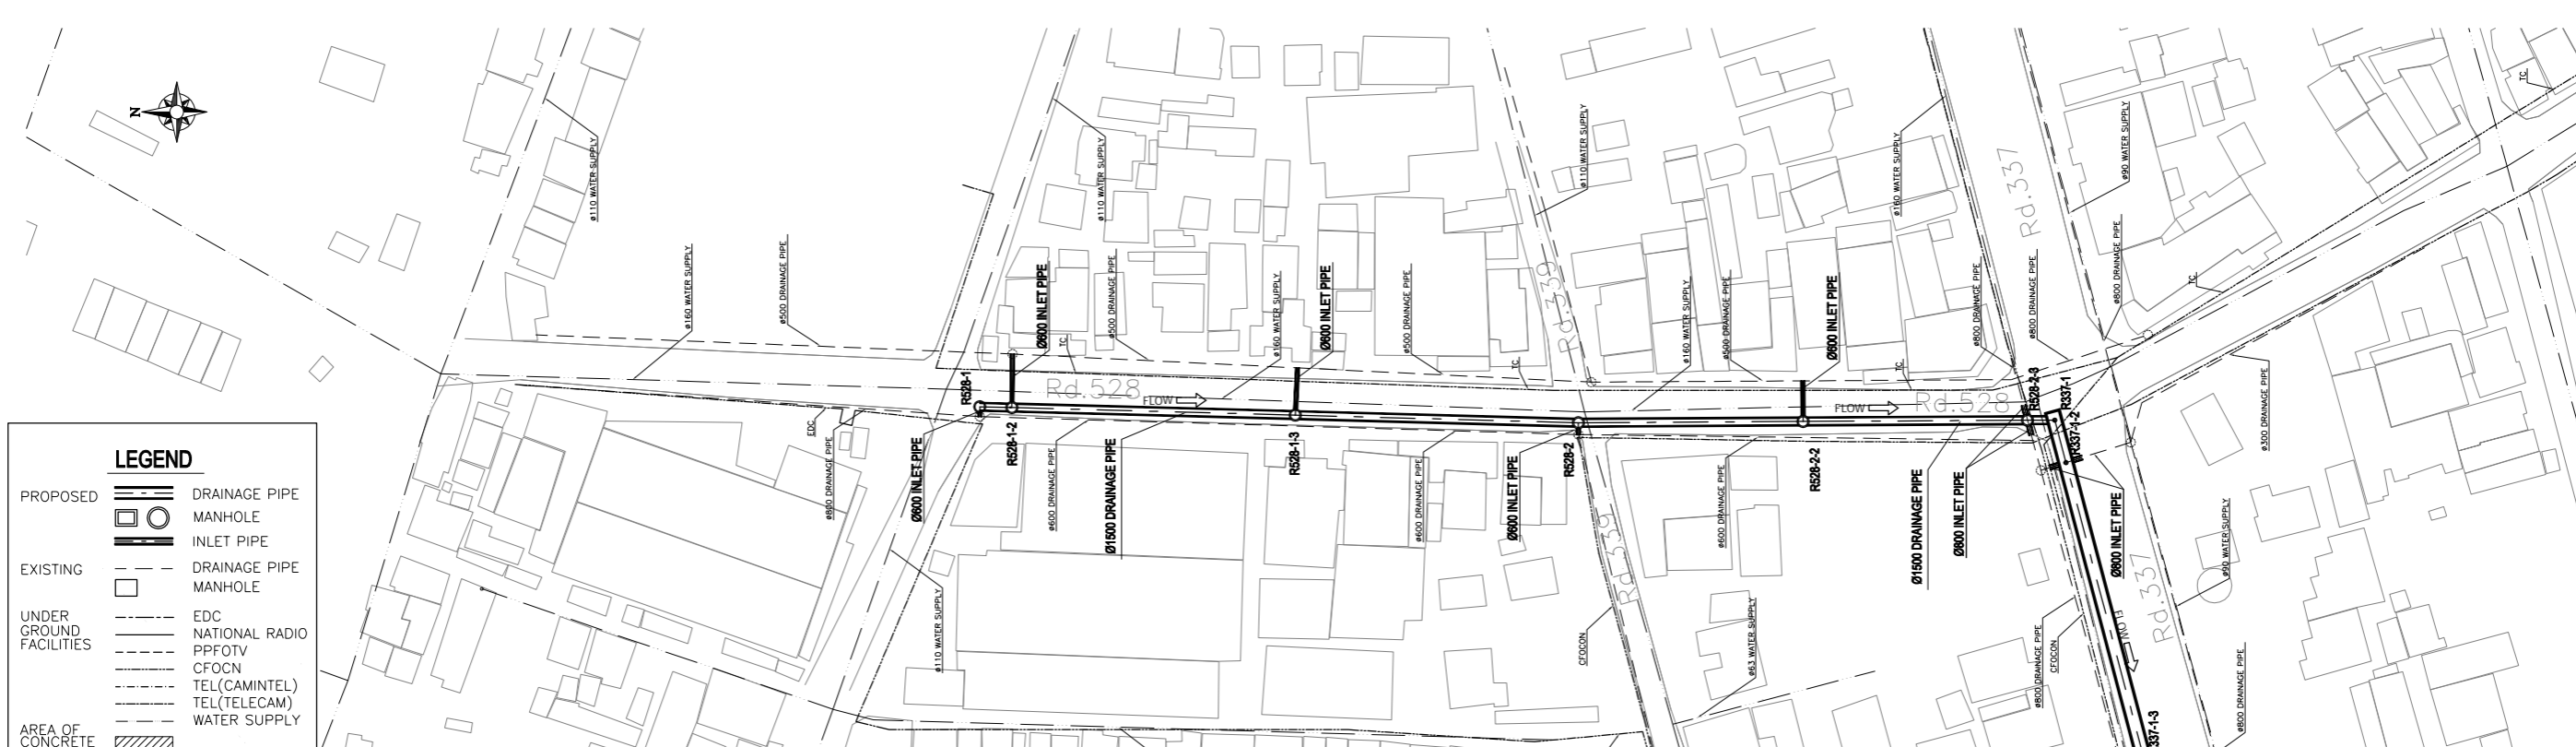 N
ø110 WATER SUPPLY
ø160 WATER SUPPLY
ø500 DRAINAGE PIPE
ø110 WATER SUPPLY
Ø600 INLET PIPE
TC
ø500 DRAINAGE PIPE
ø160 WATER SUPPLY
Ø600 INLET PIPE
ø500 DRAINAGE PIPE
TC
ø110 WATER SUPPLY
Rd.339
ø160 WATER SUPPLY
ø500 DRAINAGE PIPE
Ø600 INLET PIPE
ø160 WATER SUPPLY
TC
ø800 DRAINAGE PIPE
Rd.337
ø800 DRAINAGE PIPE
ø90 WATER SUPPLY
ø800 DRAINAGE PIPE
TC
TC
R528-1
Rd.528
FLOW
FLOW
Rd.528
R528-2-3
R337-1
R337-1-2
EDC
ø800 DRAINAGE PIPE
Ø600 INLET PIPE
R528-1-2
ø600 DRAINAGE PIPE
Ø1500 DRAINAGE PIPE
R528-1-3
ø600 DRAINAGE PIPE
Ø600 INLET PIPE
R528-2
Rd.339
ø600 DRAINAGE PIPE
R528-2-2
Ø1500 DRAINAGE PIPE
Ø800 INLET PIPE
Ø800 INLET PIPE
ø300 DRAINAGE PIPE
ø90 WATER SUPPLY
ø110 WATER SUPPLY
CFOCON
ø63 WATER SUPPLY
ø800 DRAINAGE PIPE
CFOCON
FLOW
Rd.337
337-1-3
ø800 DRAINAGE PIPE
LEGEND
PROPOSED DRAINAGE PIPE
MANHOLE
INLET PIPE
EXISTING DRAINAGE PIPE
MANHOLE
UNDER GROUND FACILITIES
EDC
NATIONAL RADIO
PPFOTV
CFOCN
TEL(CAMINTEL)
TEL(TELECAM)
WATER SUPPLY
AREA OF
CONCRETE